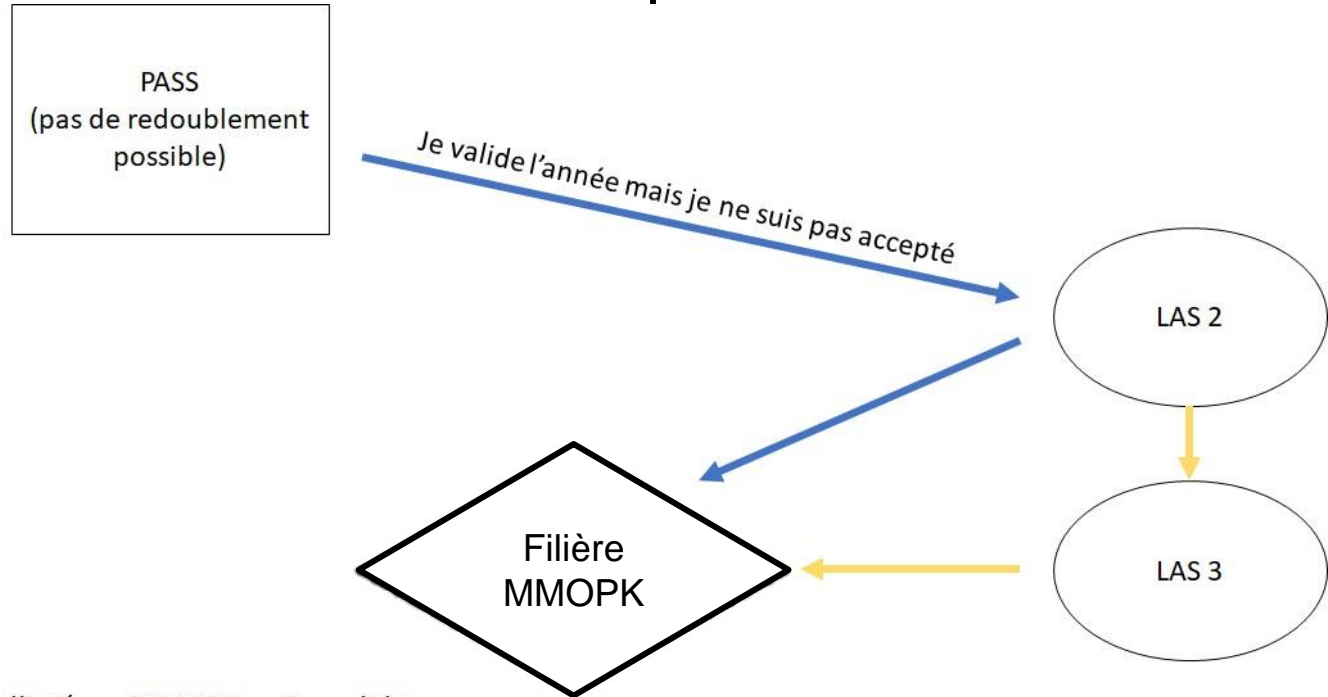 PASS
(pas de redoublement
possible)
Je valide l'année mais je ne suis pas accepté
LAS 2
Filière
MMOPK
LAS 3